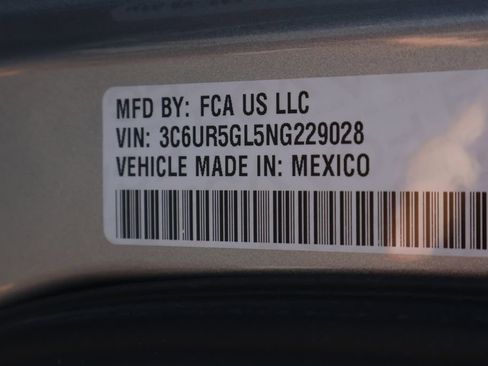 MFD BY: FCA US LLC
VIN: 3C6UR5GL5NG229028
VEHICLE MADE IN: MEXICO